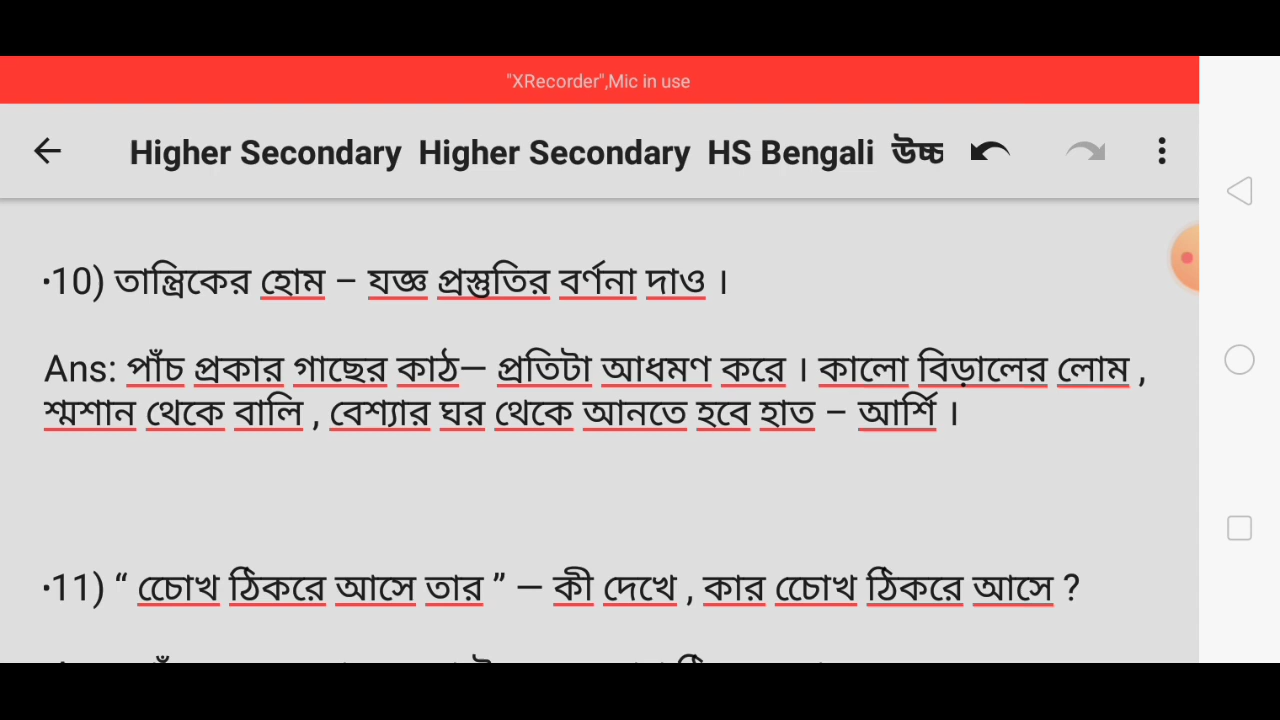 "XRecorder",Mic in use
Higher Secondary Higher Secondary HS Bengali উচ্চ
·10) তান্ত্রিকের হোম – যজ্ঞ প্রস্তুতির বর্ণনা দাও ।
Ans: পাঁচ প্রকার গাছের কাঠ— প্রতিটা আধমণ করে । কালো বিড়ালের লোম ,
শ্মশান থেকে বালি , বেশ্যার ঘর থেকে আনতে হবে হাত – আর্শি ।
·11) “ চোেখ ঠিকরে আসে তার ” — কী দেখে , কার চোেখ ঠিকরে আসে ?